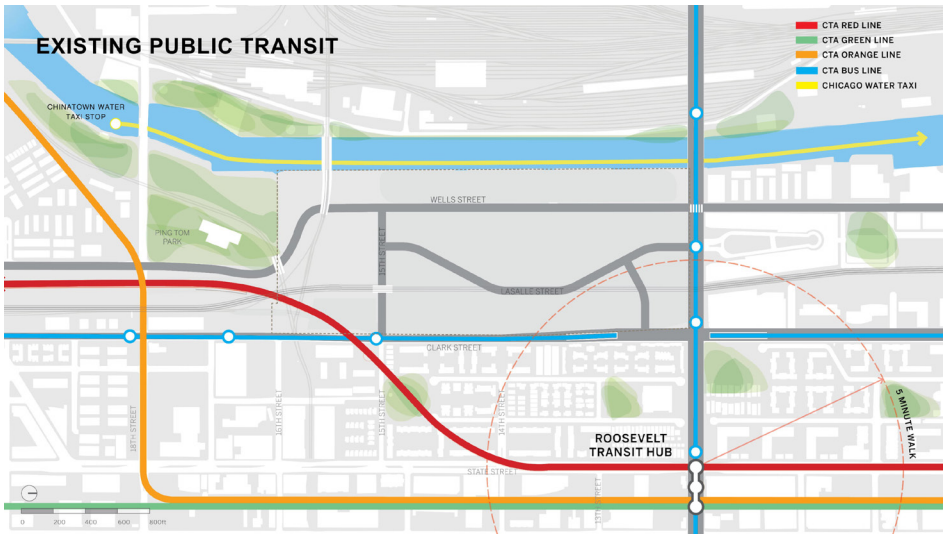 EXISTING PUBLIC TRANSIT
CTA RED LINE
CTA GREEN LINE
CTA ORANGE LINE
CTA BUS LINE
CHICAGO WATER TAXI
CHINATOWN WATER
TAXI STOP
WELLS STREET
PING TOM
PARK
15TH STREET
LASALLE STREET
CLARK STREET
18TH STREET
16TH STREET
15TH STREET
14TH STREET
5 MINUTE WALK
ROOSEVELT
TRANSIT HUB
STATE STREET
13TH STREET
0 200 400 600 800ft